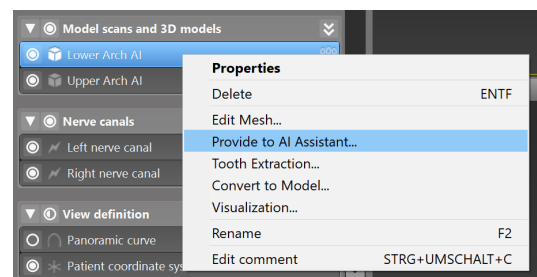 Model scans and 3D models
Lower Arch AI
Upper Arch AI
Nerve canals
Left nerve canal
Right nerve canal
View definition
Panoramic curve
Patient coordinate sys
Properties
Delete ENTF
Edit Mesh...
Provide to AI Assistant...
Tooth Extraction...
Convert to Model...
Visualization...
Rename F2
Edit comment STRG+UMSCHALT+C